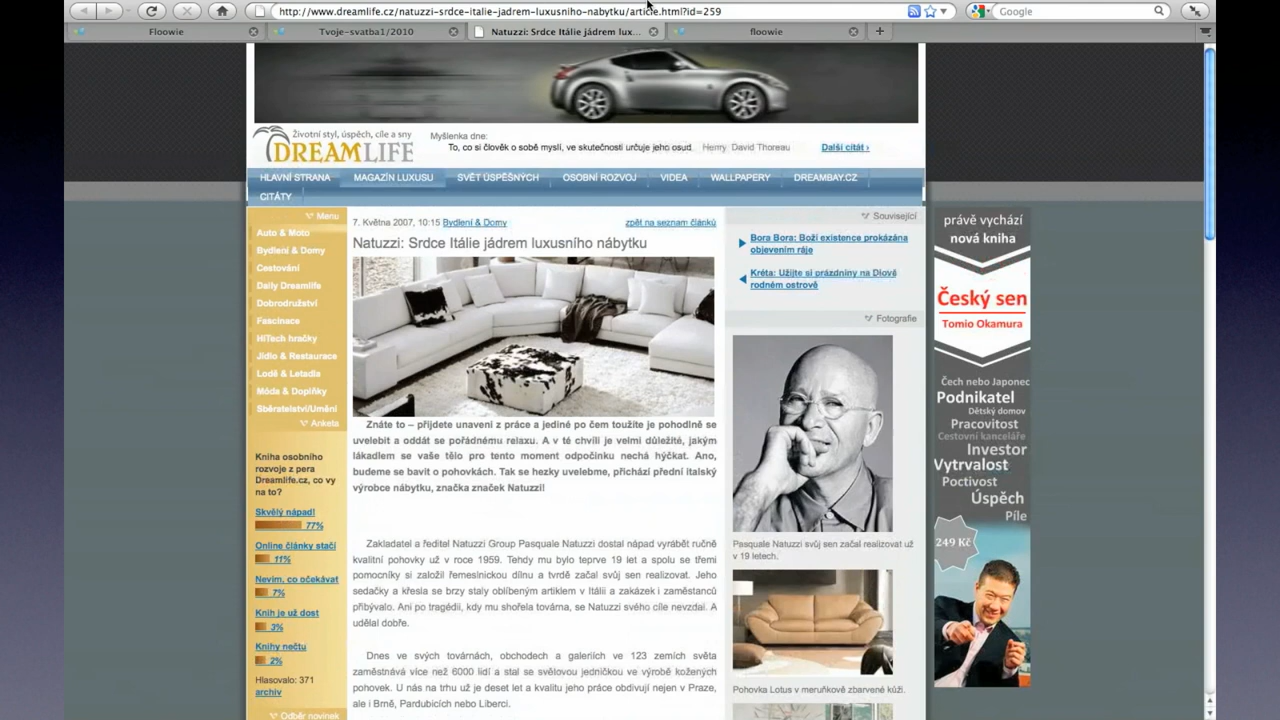 http://www.dreamlife.cz/natuzzi-srdce-italie-jadrem-luxusniho-nabytku/article.html?id=259
Google
Floowie
Tvoje-svatba1/2010
Natuzzi: Srdce Itálie jádrem lux...
floowie
Životní styl, úspěch, cíle a sny
DREAMLIFE
Myšlenka dne:
To, co si člověk o sobě myslí, ve skutečnosti určuje jeho osud. Henry David Thoreau
Další citát ›
HLAVNÍ STRANA
MAGAZÍN LUXUSU
SVĚT ÚSPĚŠNÝCH
OSOBNÍ ROZVOJ
VIDEA
WALLPAPERY
DREAMBAY.CZ
CITÁTY
Menu
Auto & Moto
Bydlení & Domy
Cestování
Daily Dreamlife
Dobrodružství
Fascinace
HiTech hračky
Jídlo & Restaurace
Lodě & Letadla
Móda & Doplňky
Sběratelství/Umění
Anketa
Kniha osobního
rozvoje z pera
Dreamlife.cz, co vy
na to?
Skvělý nápad!
77%
Online články stačí
11%
Nevím, co očekávat
7%
Knih je už dost
3%
Knihy nečtu
2%
Hlasovalo: 371
archiv
Odběr novinek
7. Května 2007, 10:15 Bydlení & Domy
zpět na seznam článků
Natuzzi: Srdce Itálie jádrem luxusního nábytku
Znáte to – přijdete unavení z práce a jediné po čem toužíte je pohodlně se
uvelebit a oddát se pořádnému relaxu. A v té chvíli je velmi důležité, jakým
lákadlem se vaše tělo pro tento moment odpočinku nechá hýčkat. Ano,
budeme se bavit o pohovkách. Tak se hezky uvelebme, přichází přední italský
výrobce nábytku, značka značek Natuzzi!
Zakladatel a ředitel Natuzzi Group Pasquale Natuzzi dostal nápad vyrábět ručně
kvalitní pohovky už v roce 1959. Tehdy mu bylo teprve 19 let a spolu se třemi
pomocníky si založil řemeslnickou dílnu a tvrdě začal svůj sen realizovat. Jeho
sedačky a křesla se brzy staly oblíbeným artiklem v Itálii a zakázek i zaměstnanců
přibývalo. Ani po tragédii, kdy mu shořela továrna, se Natuzzi svého cíle nevzdal. A
udělal dobře.
Dnes ve svých továrnách, obchodech a galeriích ve 123 zemích světa
zaměstnává více než 6000 lidí a stal se světovou jedničkou ve výrobě kožených
pohovek. U nás na trhu už je deset let a kvalitu jeho práce obdivují nejen v Praze,
ale i Brně, Pardubicích nebo Liberci.
Související
Bora Bora: Boží existence prokázána
objevením ráje
Kréta: Užijte si prázdniny na Diově
rodném ostrově
Fotografie
Pasquale Natuzzi svůj sen začal realizovat už
v 19 letech.
Pohovka Lotus v meruňkově zbarvené kůži.
právě vychází
nová kniha
Český sen
Tomio Okamura
Čech nebo Japonec
Podnikatel
Dětský domov
Pracovitost
Cestovní kanceláře
Investor
Vytrvalost
Poctivost
Úspěch
Píle
249 Kč